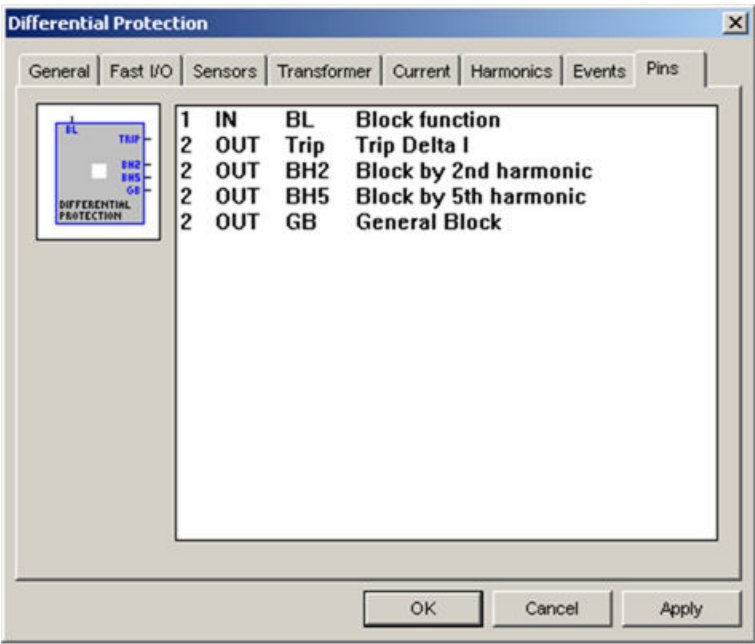 Differential Protection
General Fast I/O Sensors Transformer Current Harmonics Events Pins
BL
TRIP
BH2
BH5
GB
DIFFERENTIAL
PROTECTION
1 IN BL Block function
2 OUT Trip Trip Delta I
2 OUT BH2 Block by 2nd harmonic
2 OUT BH5 Block by 5th harmonic
2 OUT GB General Block
OK Cancel Apply